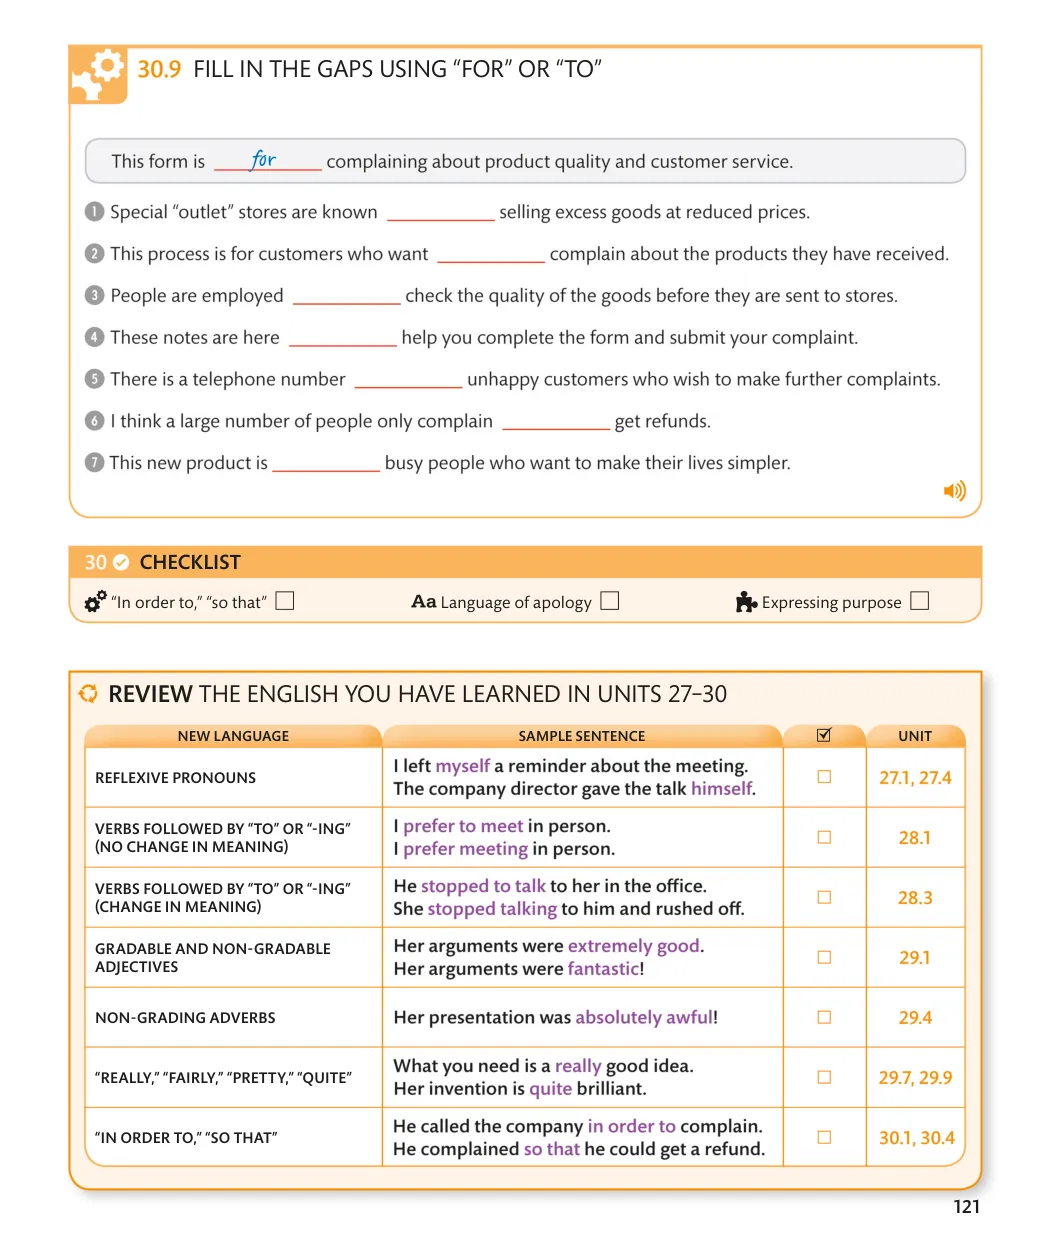 30.9 FILL IN THE GAPS USING “FOR” OR “TO”
This form is for complaining about product quality and customer service.
1 Special “outlet” stores are known ____________ selling excess goods at reduced prices.
2 This process is for customers who want ____________ complain about the products they have received.
3 People are employed ____________ check the quality of the goods before they are sent to stores.
4 These notes are here ____________ help you complete the form and submit your complaint.
5 There is a telephone number ____________ unhappy customers who wish to make further complaints.
6 I think a large number of people only complain ____________ get refunds.
7 This new product is ____________ busy people who want to make their lives simpler.
30 CHECKLIST
“In order to,” “so that” Aa Language of apology Expressing purpose
REVIEW THE ENGLISH YOU HAVE LEARNED IN UNITS 27–30
NEW LANGUAGE SAMPLE SENTENCE UNIT
REFLEXIVE PRONOUNS
I left myself a reminder about the meeting.
The company director gave the talk himself.
27.1, 27.4
VERBS FOLLOWED BY “TO” OR “-ING”
(NO CHANGE IN MEANING)
I prefer to meet in person.
I prefer meeting in person.
28.1
VERBS FOLLOWED BY “TO” OR “-ING”
(CHANGE IN MEANING)
He stopped to talk to her in the office.
She stopped talking to him and rushed off.
28.3
GRADABLE AND NON-GRADABLE
ADJECTIVES
Her arguments were extremely good.
Her arguments were fantastic!
29.1
NON-GRADING ADVERBS
Her presentation was absolutely awful!
29.4
“REALLY,” “FAIRLY,” “PRETTY,” “QUITE”
What you need is a really good idea.
Her invention is quite brilliant.
29.7, 29.9
“IN ORDER TO,” “SO THAT”
He called the company in order to complain.
He complained so that he could get a refund.
30.1, 30.4
121